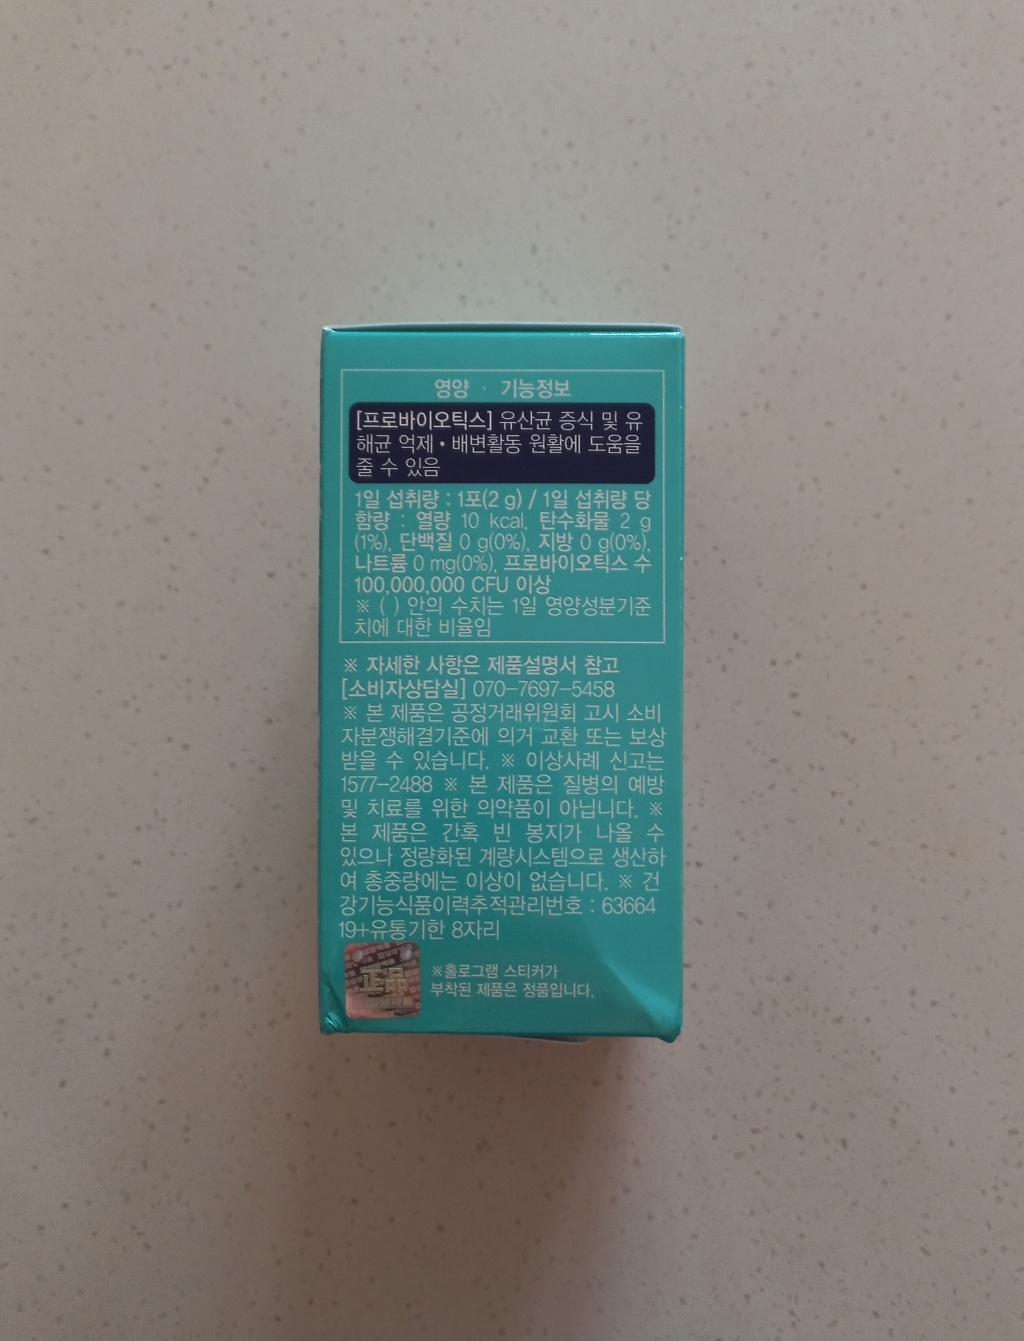 영양 · 기능정보
[프로바이오틱스] 유산균 증식 및 유
해균 억제 • 배변활동 원활에 도움을
줄 수 있음
1일 섭취량 : 1포(2 g) / 1일 섭취량 당
함량 : 열량 10 kcal, 탄수화물 2 g
(1%), 단백질 0 g(0%), 지방 0 g(0%),
나트륨 0 mg(0%), 프로바이오틱스 수
100,000,000 CFU 이상
※ ( ) 안의 수치는 1일 영양성분기준
치에 대한 비율임
※ 자세한 사항은 제품설명서 참고
[소비자상담실] 070-7697-5458
※ 본 제품은 공정거래위원회 고시 소비
자분쟁해결기준에 의거 교환 또는 보상
받을 수 있습니다. ※ 이상사례 신고는
1577-2488 ※ 본 제품은 질병의 예방
및 치료를 위한 의약품이 아닙니다. ※
본 제품은 간혹 빈 봉지가 나올 수
있으나 정량화된 계량시스템으로 생산하
여 총중량에는 이상이 없습니다. ※ 건
강기능식품이력추적관리번호 : 63664
19+유통기한 8자리
正品
※홀로그램 스티커가
부착된 제품은 정품입니다.